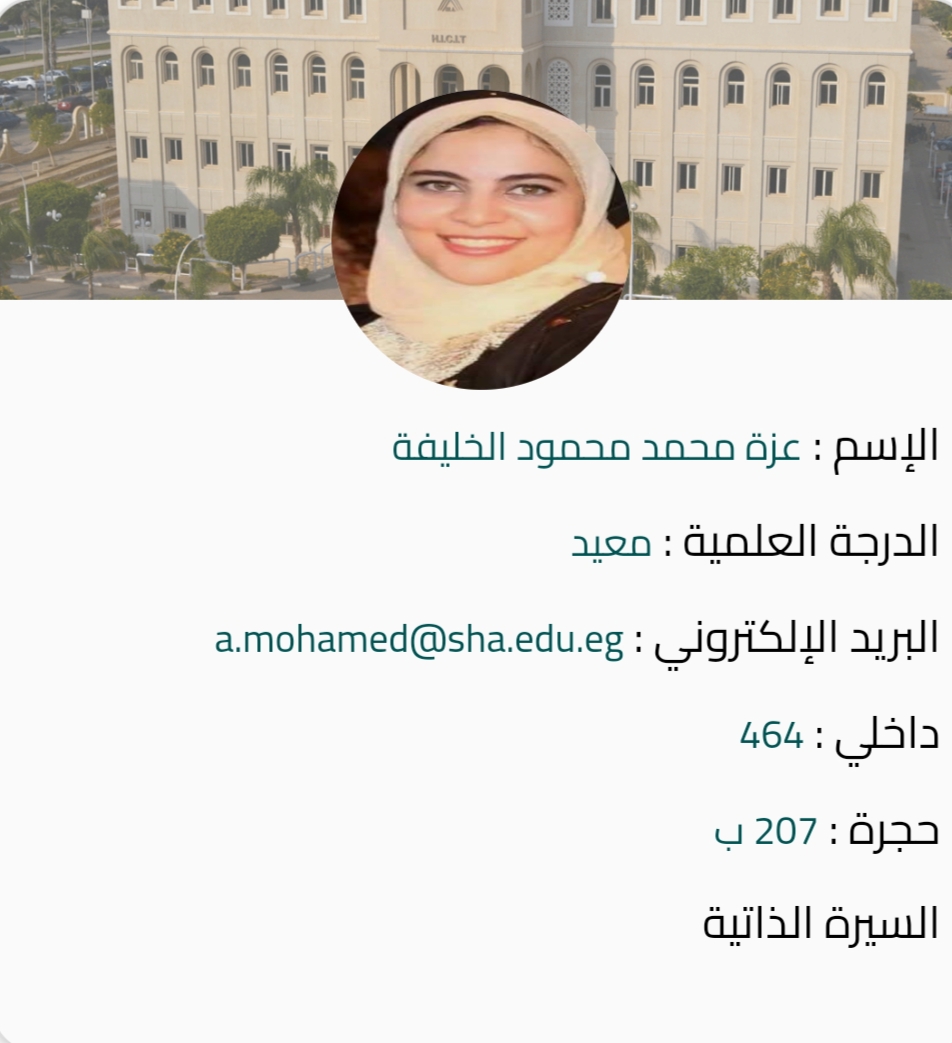 H.I.C.I.T
H.I.C.I.T
الإسم : عزة محمد محمود الخليفة
الدرجة العلمية : معيد
البريد الإلكتروني : a.mohamed@sha.edu.eg
داخلي : 464
حجرة : 207 ب
السيرة الذاتية